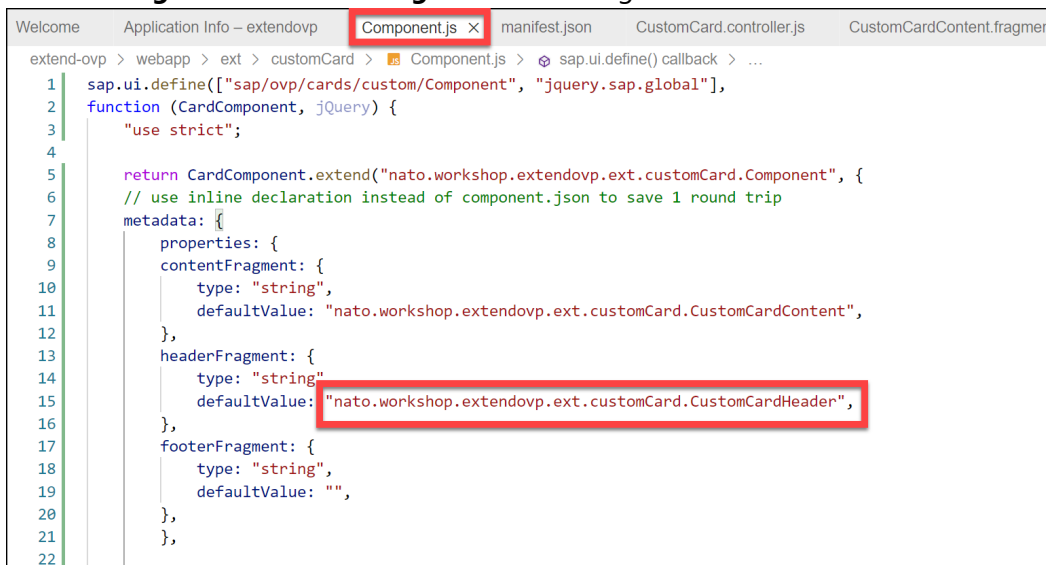 Welcome Application Info – extendovp Component.js × manifest.json CustomCard.controller.js CustomCardContent.fragmen
extend-ovp > webapp > ext > customCard > JS Component.js > sap.ui.define() callback > ...
1 sap.ui.define(["sap/ovp/cards/custom/Component", "jquery.sap.global"],
2 function (CardComponent, jQuery) {
3 "use strict";
4
5 return CardComponent.extend("nato.workshop.extendovp.ext.customCard.Component", {
6 // use inline declaration instead of component.json to save 1 round trip
7 metadata: {
8 properties: {
9 contentFragment: {
10 type: "string",
11 defaultValue: "nato.workshop.extendovp.ext.customCard.CustomCardContent",
12 },
13 headerFragment: {
14 type: "string"
15 defaultValue: "nato.workshop.extendovp.ext.customCard.CustomCardHeader",
16 },
17 footerFragment: {
18 type: "string",
19 defaultValue: "",
20 },
21 },
22